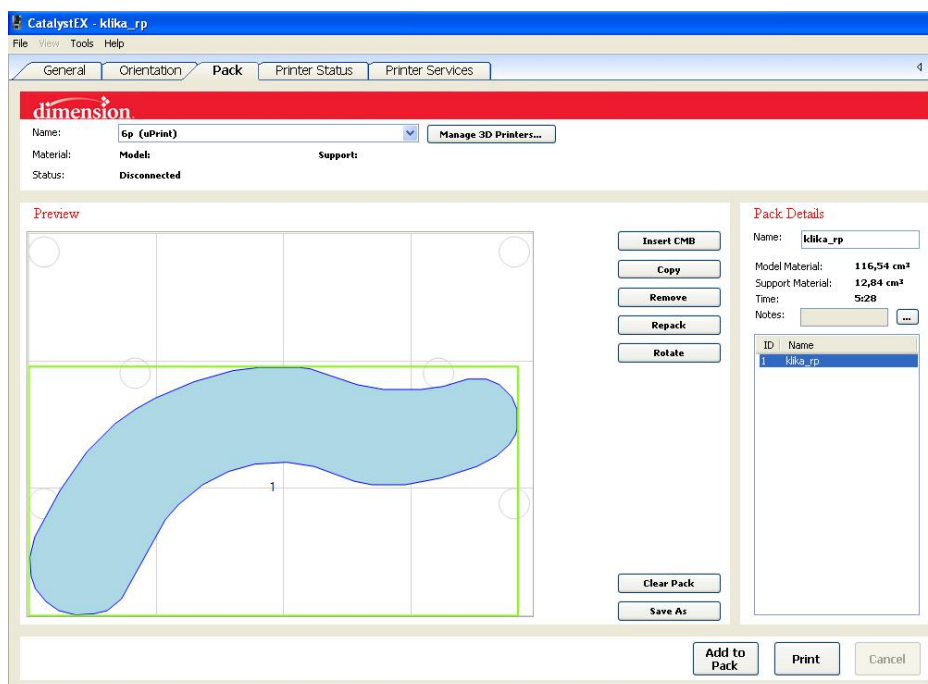 CatalystEX - klika_rp
File View Tools Help
General Orientation Pack Printer Status Printer Services
dimension
Name: 6p (uPrint) Manage 3D Printers...
Material: Model: Support:
Status: Disconnected
Preview
Insert CMB
Copy
Remove
Repack
Rotate
1
Clear Pack
Save As
Pack Details
Name: klika_rp
Model Material: 116,54 cm³
Support Material: 12,84 cm³
Time: 5:28
Notes: ...
ID Name
1 klika_rp
Add to Pack
Print
Cancel